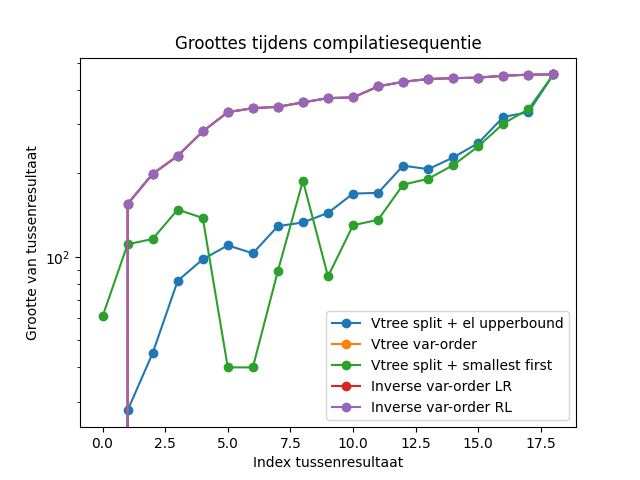 Groottes tijdens compilatiesequentie
Grootte van tussenresultaat
10²
Vtree split + el upperbound
Vtree var-order
Vtree split + smallest first
Inverse var-order LR
Inverse var-order RL
0.0 2.5 5.0 7.5 10.0 12.5 15.0 17.5
Index tussenresultaat